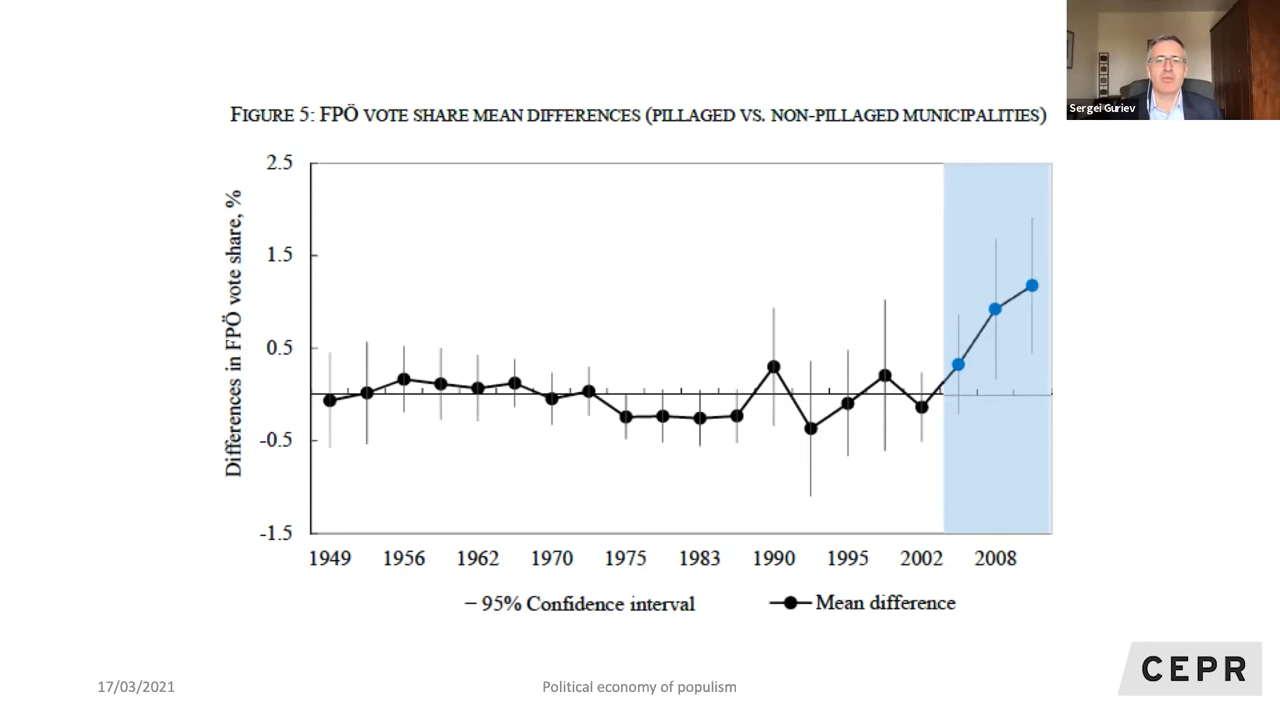 Sergei Guriev
FIGURE 5: FPÖ VOTE SHARE MEAN DIFFERENCES (PILLAGED VS. NON-PILLAGED MUNICIPALITIES)
Differences in FPÖ vote share, %
2.5
1.5
0.5
-0.5
-1.5
1949 1956 1962 1970 1975 1983 1990 1995 2002 2008
– 95% Confidence interval Mean difference
17/03/2021 Political economy of populism
CEPR